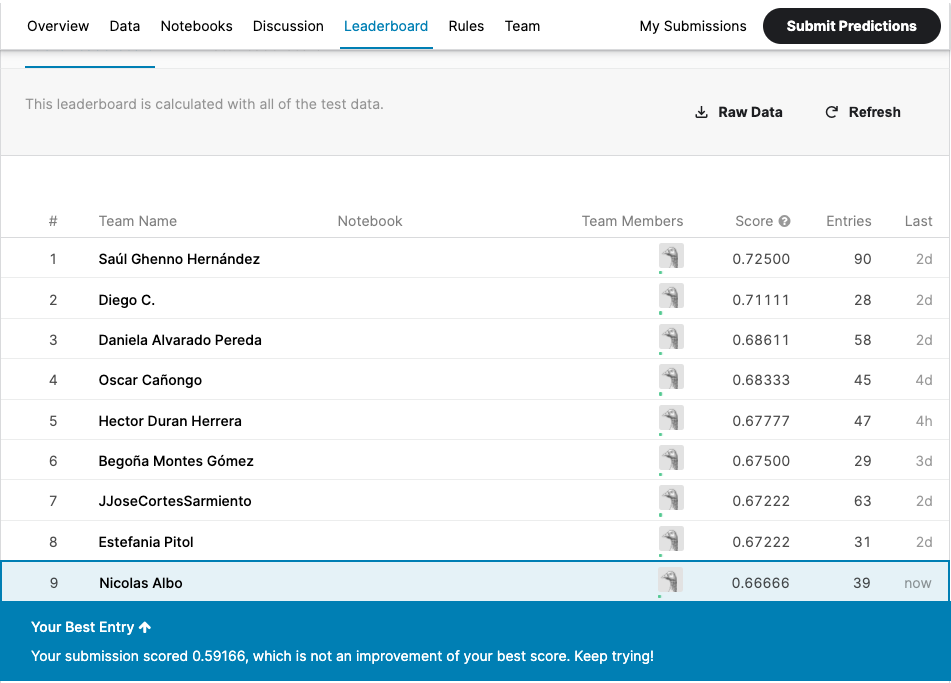 Overview Data Notebooks Discussion Leaderboard Rules Team My Submissions Submit Predictions
This leaderboard is calculated with all of the test data.
Raw Data Refresh
# Team Name Notebook Team Members Score Entries Last
1 Saúl Ghenno Hernández 0.72500 90 2d
2 Diego C. 0.71111 28 2d
3 Daniela Alvarado Pereda 0.68611 58 2d
4 Oscar Cañongo 0.68333 45 4d
5 Hector Duran Herrera 0.67777 47 4h
6 Begoña Montes Gómez 0.67500 29 3d
7 JJoseCortesSarmiento 0.67222 63 2d
8 Estefania Pitol 0.67222 31 2d
9 Nicolas Albo 0.66666 39 now
Your Best Entry ↑
Your submission scored 0.59166, which is not an improvement of your best score. Keep trying!